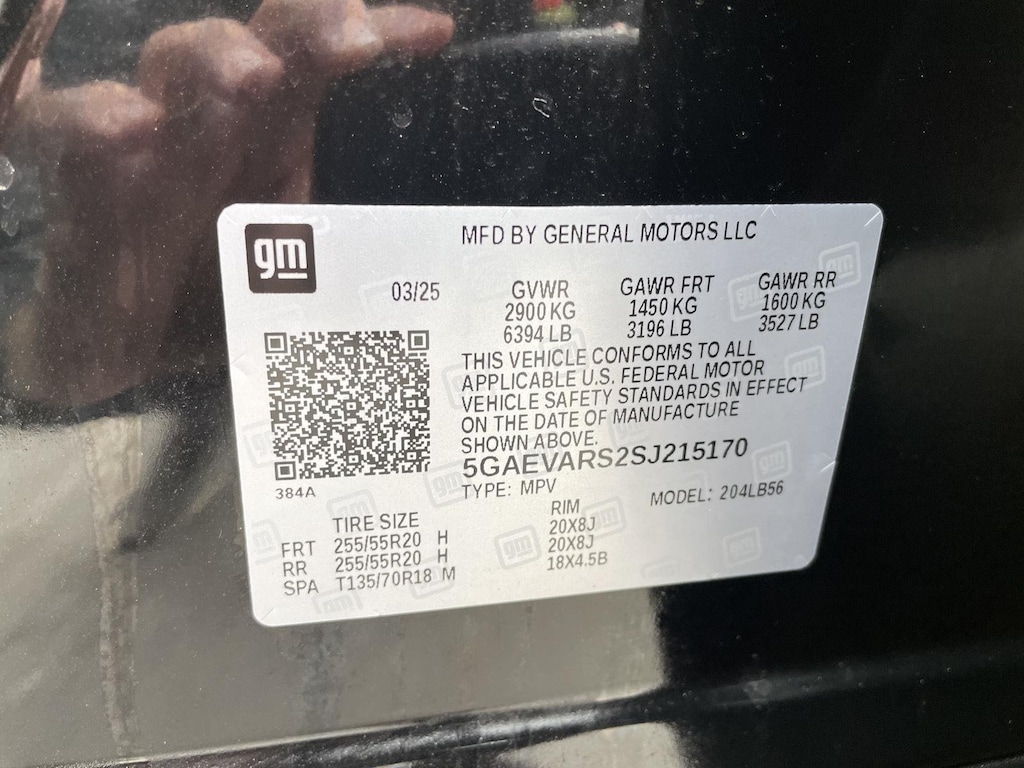 gm
MFD BY GENERAL MOTORS LLC
03/25
GVWR GAWR FRT GAWR RR
2900 KG 1450 KG 1600 KG
6394 LB 3196 LB 3527 LB
THIS VEHICLE CONFORMS TO ALL
APPLICABLE U.S. FEDERAL MOTOR
VEHICLE SAFETY STANDARDS IN EFFECT
ON THE DATE OF MANUFACTURE
SHOWN ABOVE.
5GAEVARS2SJ215170
384A
TYPE: MPV MODEL: 204LB56
TIRE SIZE RIM
FRT 255/55R20 H 20X8J
RR 255/55R20 H 20X8J
SPA T135/70R18 M 18X4.5B